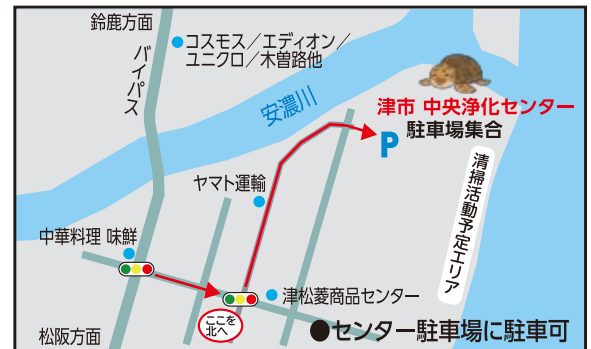 鈴鹿方面
バイパス
コスモス／エディオン／
ユニクロ／木曽路他
安濃川
津市 中央浄化センター
駐車場集合
P
清掃活動予定エリア
ヤマト運輸
中華料理 味鮮
津松菱商品センター
ここを
北へ
松阪方面
●センター駐車場に駐車可